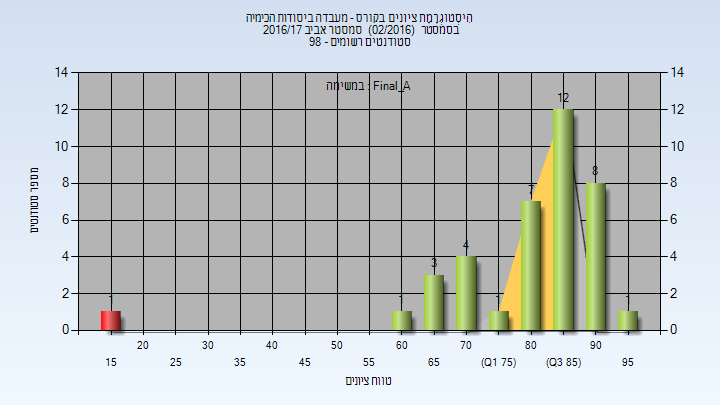 היסטוגרמת ציונים בקורס - מעבדה ביסודות הכימיה
בסמסטר (02/2016) סמסטר אביב 2016/17
סטודנטים רשומים - 98
במשימה : Final_A
מספר סטודנטים
14 14
12 12
10 10
8 8
6 6
4 4
2 2
0 0
1 1 3 4 1 7 12 8 1
20 30 40 50 60 70 80 90
15 25 35 45 55 65 (Q1 75) (Q3 85) 95
טווח ציונים